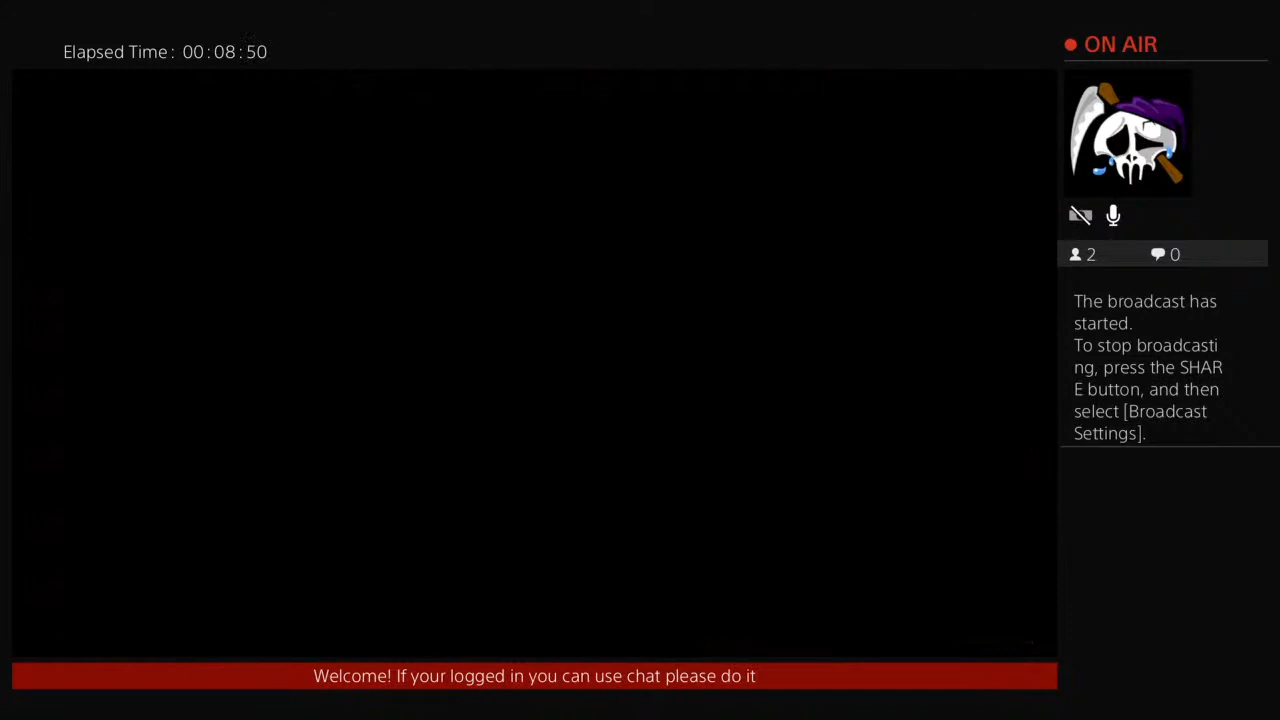 Elapsed Time: 00:08:50
ON AIR
2 0
The broadcast has
started.
To stop broadcasti
ng, press the SHAR
E button, and then
select [Broadcast
Settings].
Welcome! If your logged in you can use chat please do it